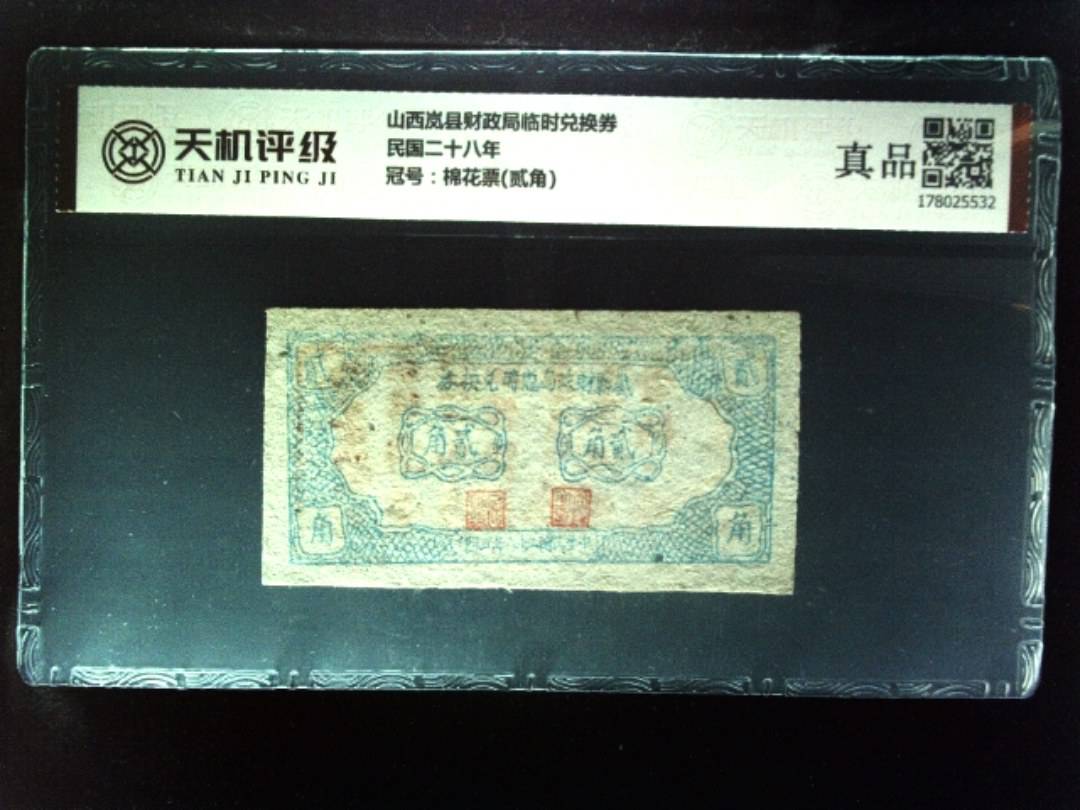 天机评级
TIAN JI PING JI
山西岚县财政局临时兑换券
民国二十八年
冠号：棉花票(贰角)
真品
178025532
贰
贰
角贰
角贰
角
角